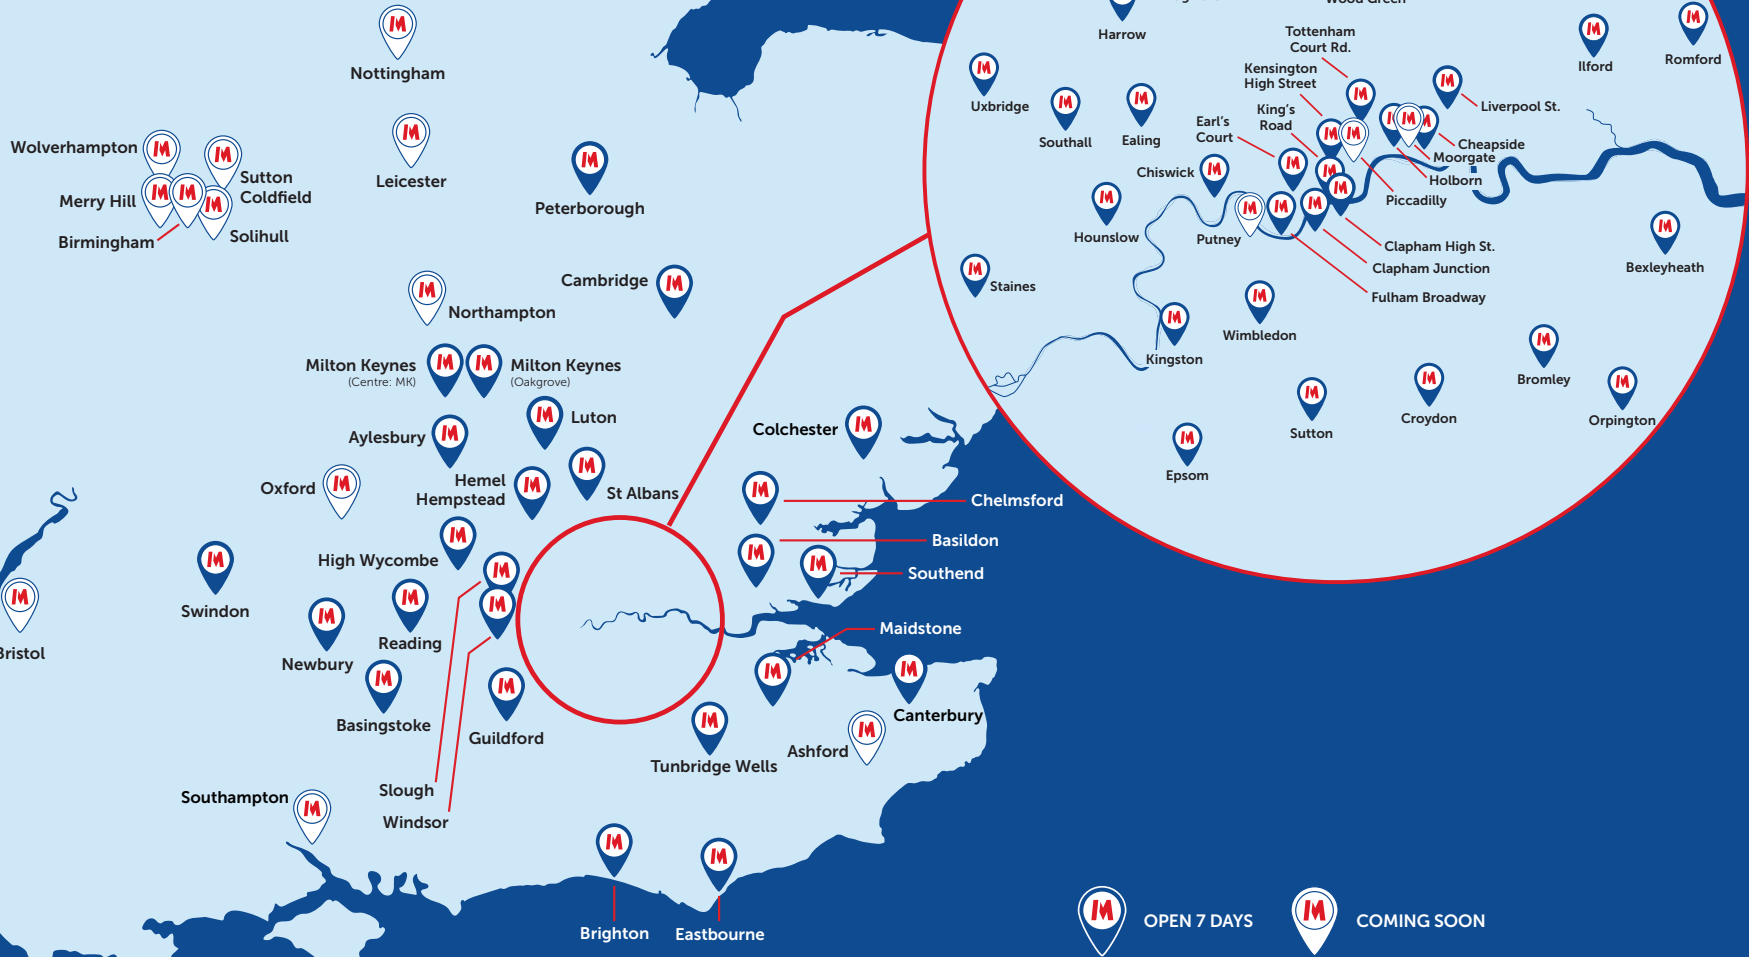 Nottingham
Wolverhampton
Sutton
Coldfield
Merry Hill
Birmingham
Solihull
Leicester
Peterborough
Cambridge
Northampton
Milton Keynes
(Centre: MK)
Milton Keynes
(Oakgrove)
Luton
Aylesbury
Hemel
Hempstead
St Albans
Oxford
High Wycombe
Swindon
Newbury
Reading
Basingstoke
Guildford
Slough
Windsor
Southampton
Colchester
Chelmsford
Basildon
Southend
Maidstone
Canterbury
Ashford
Tunbridge Wells
Brighton
Eastbourne
Harrow
Wood Green
Tottenham
Court Rd.
Kensington
High Street
King's
Road
Earl's
Court
Uxbridge
Southall
Ealing
Chiswick
Hounslow
Putney
Staines
Kingston
Wimbledon
Epsom
Sutton
Croydon
Bromley
Orpington
Bexleyheath
Ilford
Romford
Liverpool St.
Cheapside
Moorgate
Holborn
Piccadilly
Clapham High St.
Clapham Junction
Fulham Broadway
OPEN 7 DAYS
COMING SOON